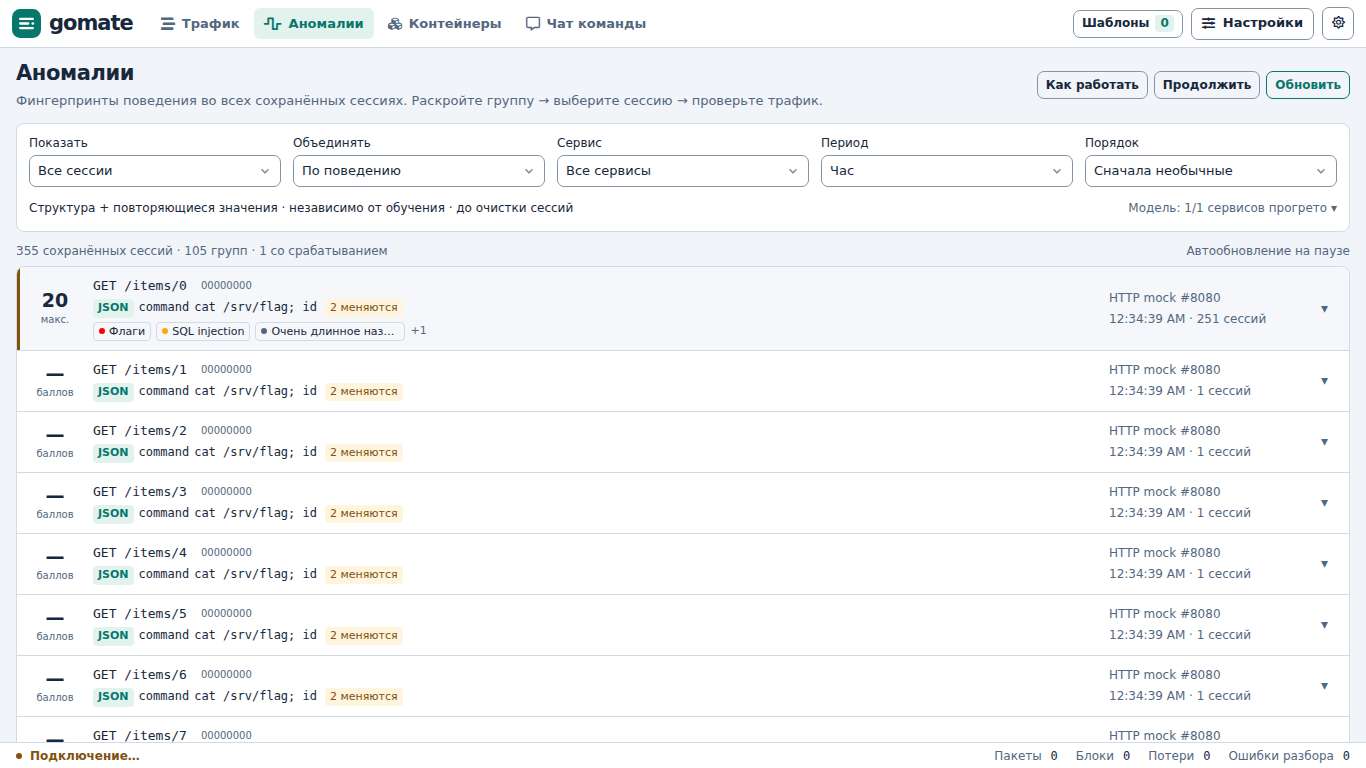 gomate Трафик Аномалии Контейнеры Чат команды Шаблоны 0 Настройки
Аномалии
Фингерпринты поведения во всех сохранённых сессиях. Раскройте группу → выберите сессию → проверьте трафик.
Как работать Продолжить Обновить
Показать Объединять Сервис Период Порядок
Все сессии По поведению Все сервисы Час Сначала необычные
Структура + повторяющиеся значения · независимо от обучения · до очистки сессий Модель: 1/1 сервисов прогрето ▾
355 сохранённых сессий · 105 групп · 1 со срабатыванием Автообновление на паузе
20
макс.
GET /items/0 00000000
JSON command cat /srv/flag; id 2 меняются
Флаги SQL injection Очень длинное наз… +1
HTTP mock #8080
12:34:39 AM · 251 сессий ▼
—
баллов
GET /items/1 00000000
JSON command cat /srv/flag; id 2 меняются
HTTP mock #8080
12:34:39 AM · 1 сессий ▼
—
баллов
GET /items/2 00000000
JSON command cat /srv/flag; id 2 меняются
HTTP mock #8080
12:34:39 AM · 1 сессий ▼
—
баллов
GET /items/3 00000000
JSON command cat /srv/flag; id 2 меняются
HTTP mock #8080
12:34:39 AM · 1 сессий ▼
—
баллов
GET /items/4 00000000
JSON command cat /srv/flag; id 2 меняются
HTTP mock #8080
12:34:39 AM · 1 сессий ▼
—
баллов
GET /items/5 00000000
JSON command cat /srv/flag; id 2 меняются
HTTP mock #8080
12:34:39 AM · 1 сессий ▼
—
баллов
GET /items/6 00000000
JSON command cat /srv/flag; id 2 меняются
HTTP mock #8080
12:34:39 AM · 1 сессий ▼
—
GET /items/7 00000000
HTTP mock #8080
Подключение… Пакеты 0 Блоки 0 Потери 0 Ошибки разбора 0